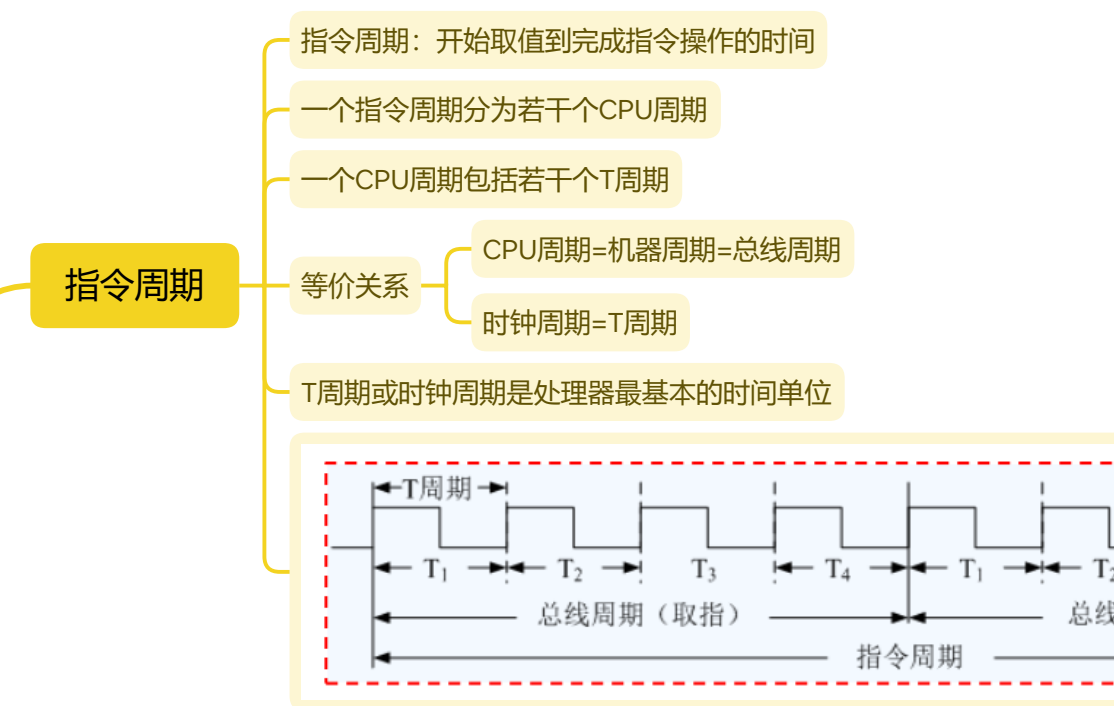 指令周期：开始取值到完成指令操作的时间
一个指令周期分为若干个CPU周期
一个CPU周期包括若干个T周期
CPU周期=机器周期=总线周期
指令周期
等价关系
时钟周期=T周期
T周期或时钟周期是处理器最基本的时间单位
T周期
T₁ T₂ T₃ T₄ T₁ T₂
总线周期（取指） 总线
指令周期